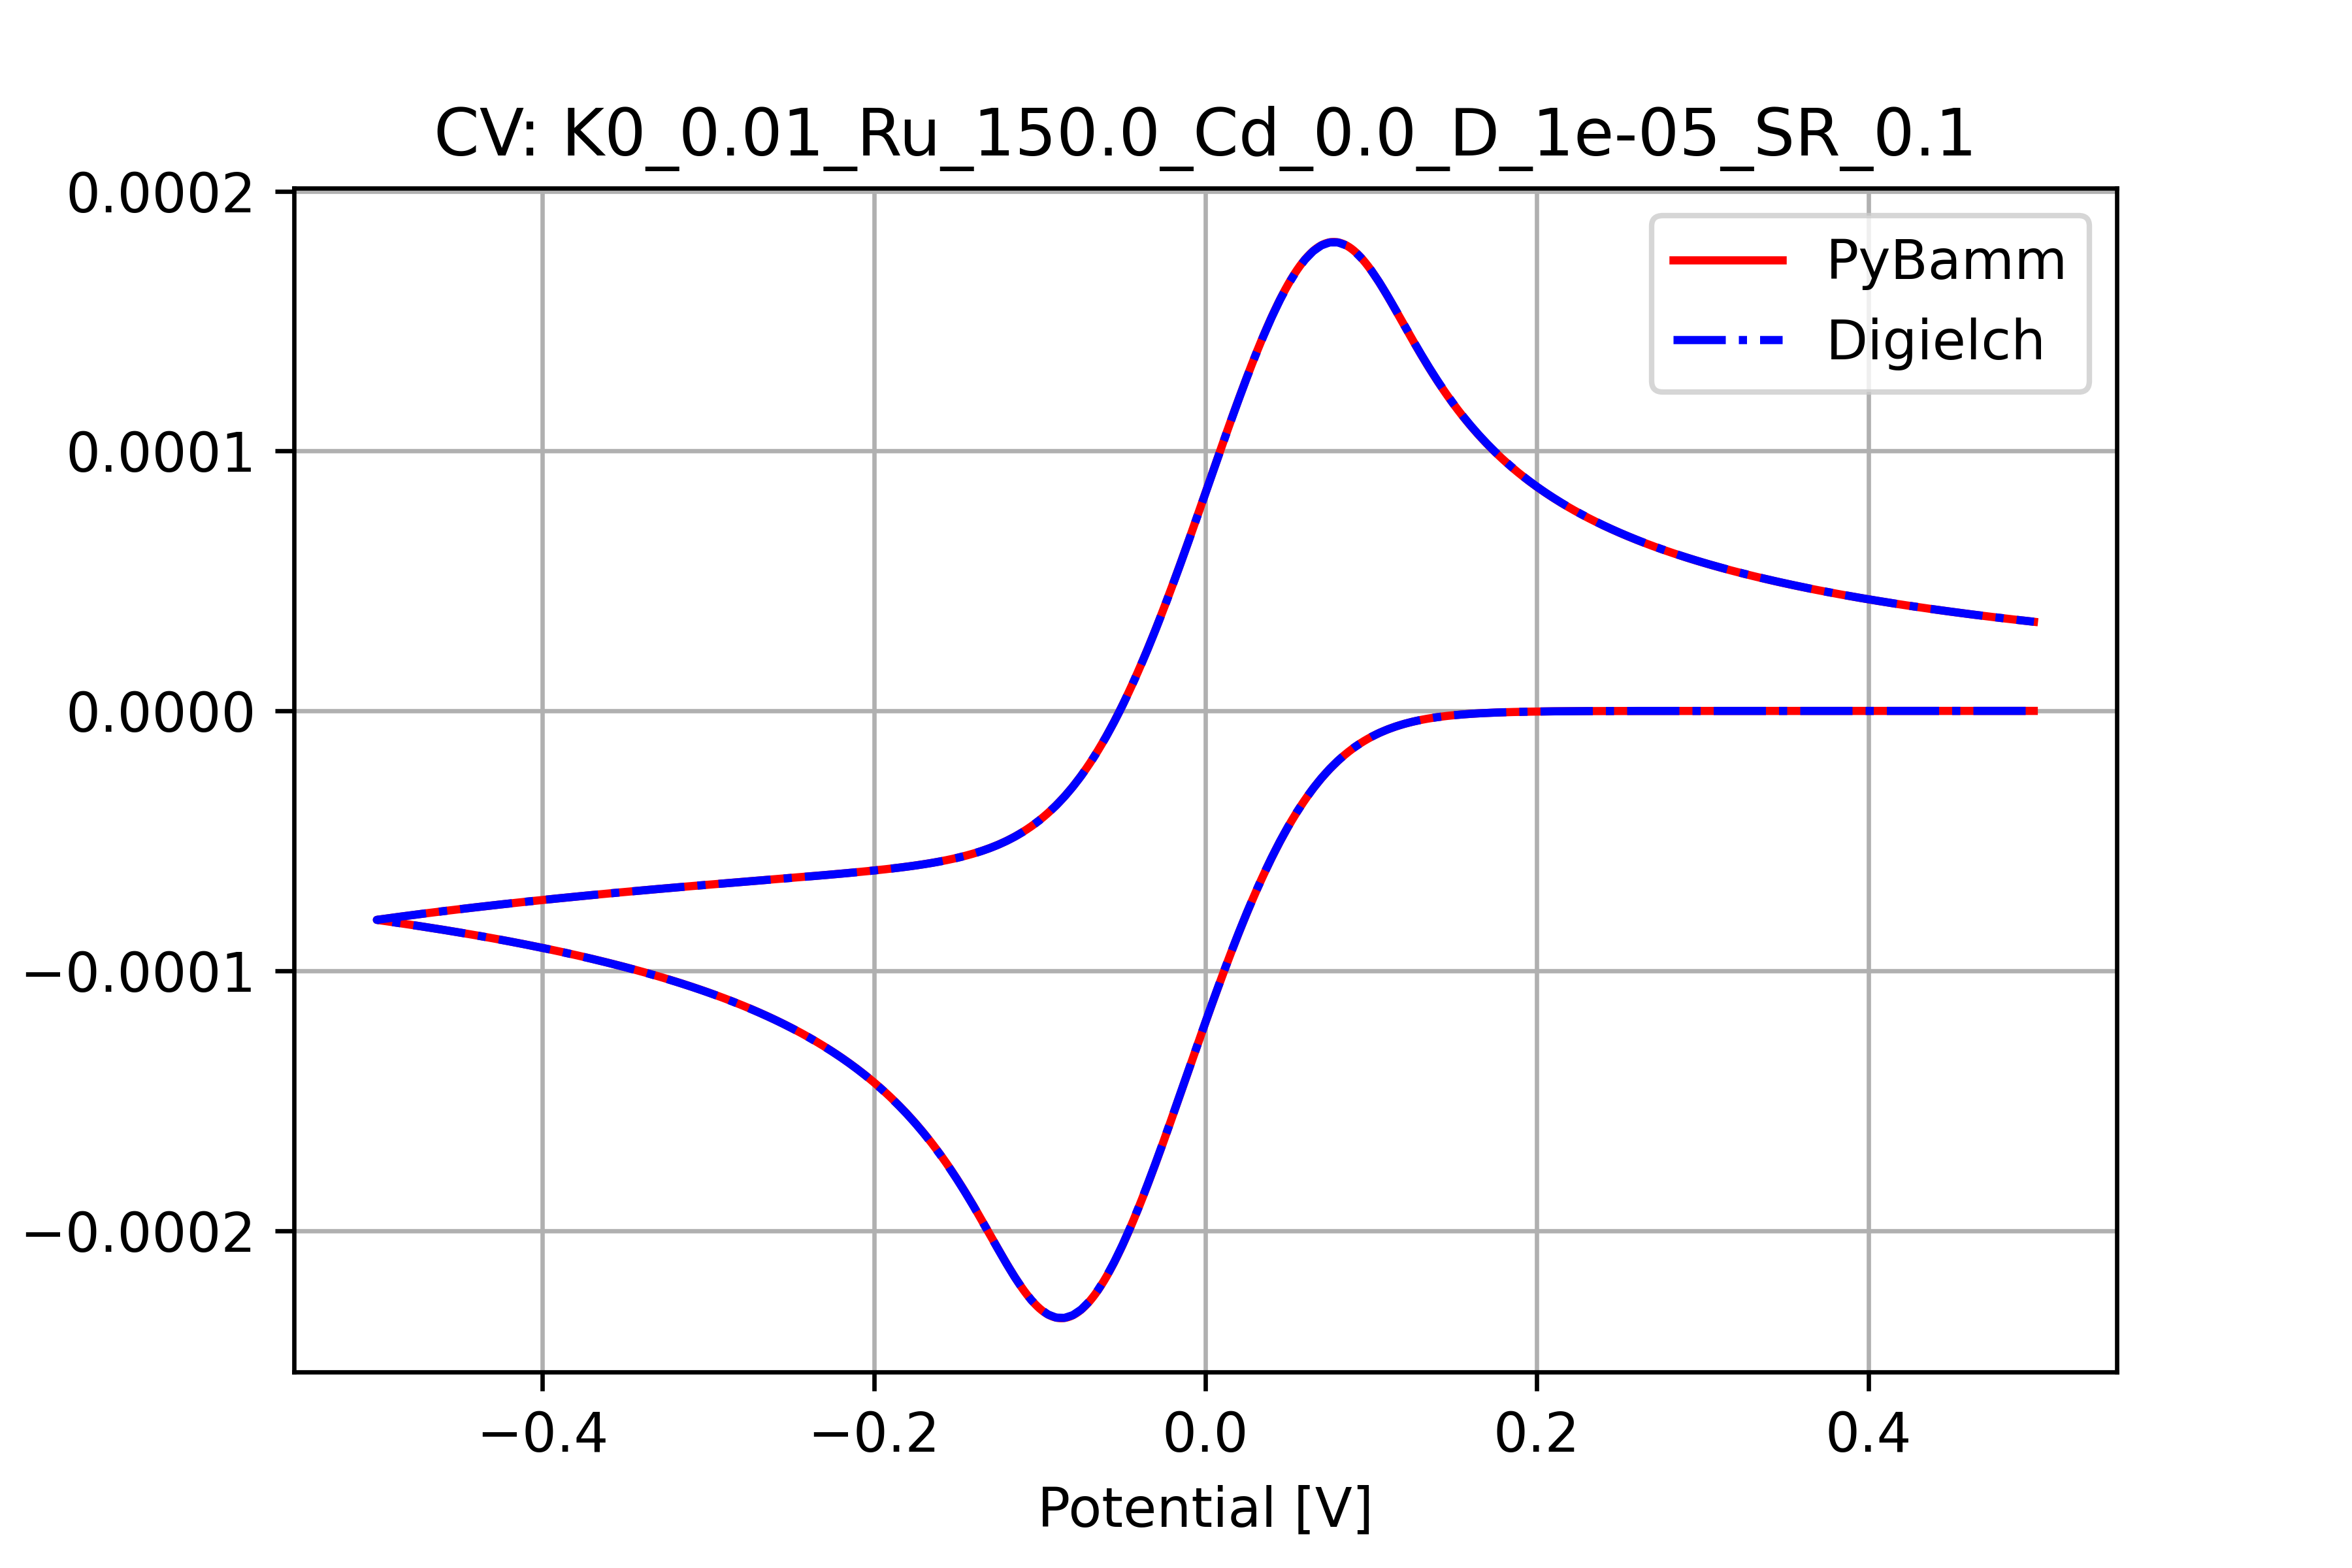 CV: K0_0.01_Ru_150.0_Cd_0.0_D_1e-05_SR_0.1
0.0002
0.0001
0.0000
−0.0001
−0.0002
PyBamm
Digielch
−0.4 −0.2 0.0 0.2 0.4
Potential [V]